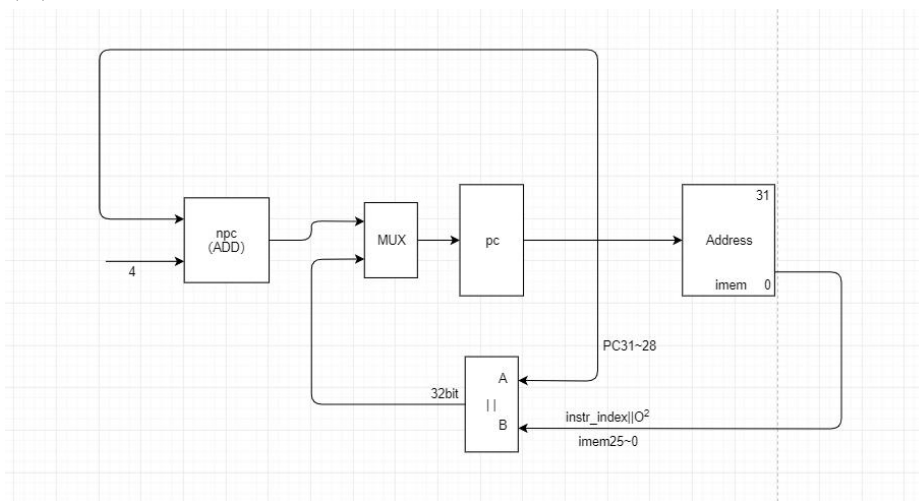 31
npc
(ADD)
MUX
pc
Address
4
imem 0
PC31~28
A
32bit
||
instr_index||O²
B
imem25~0